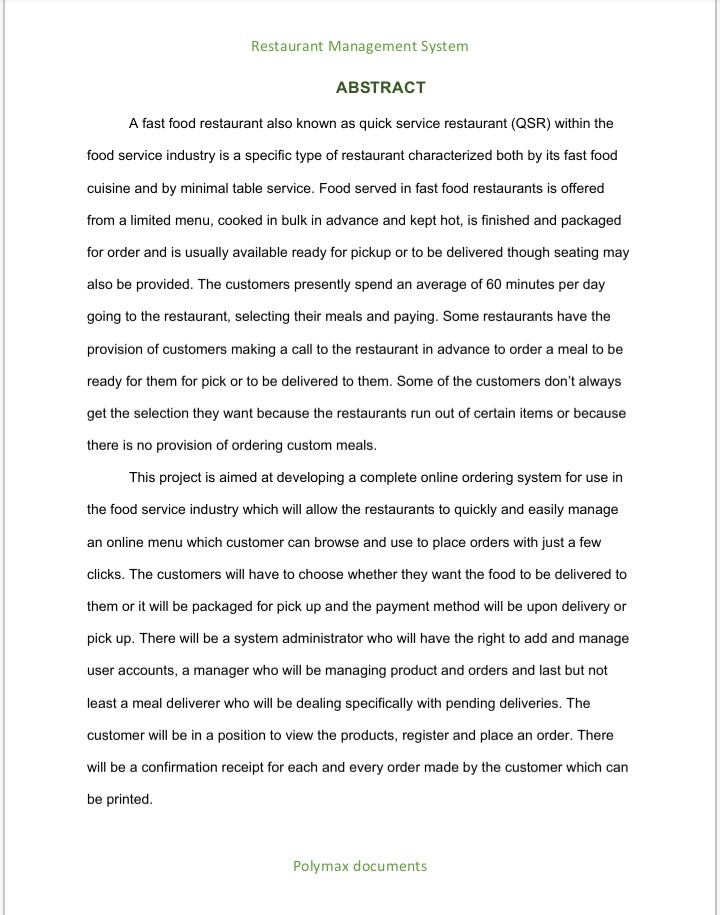 Restaurant Management System
ABSTRACT
A fast food restaurant also known as quick service restaurant (QSR) within the
food service industry is a specific type of restaurant characterized both by its fast food
cuisine and by minimal table service. Food served in fast food restaurants is offered
from a limited menu, cooked in bulk in advance and kept hot, is finished and packaged
for order and is usually available ready for pickup or to be delivered though seating may
also be provided. The customers presently spend an average of 60 minutes per day
going to the restaurant, selecting their meals and paying. Some restaurants have the
provision of customers making a call to the restaurant in advance to order a meal to be
ready for them for pick or to be delivered to them. Some of the customers don’t always
get the selection they want because the restaurants run out of certain items or because
there is no provision of ordering custom meals.
This project is aimed at developing a complete online ordering system for use in
the food service industry which will allow the restaurants to quickly and easily manage
an online menu which customer can browse and use to place orders with just a few
clicks. The customers will have to choose whether they want the food to be delivered to
them or it will be packaged for pick up and the payment method will be upon delivery or
pick up. There will be a system administrator who will have the right to add and manage
user accounts, a manager who will be managing product and orders and last but not
least a meal deliverer who will be dealing specifically with pending deliveries. The
customer will be in a position to view the products, register and place an order. There
will be a confirmation receipt for each and every order made by the customer which can
be printed.
Polymax documents